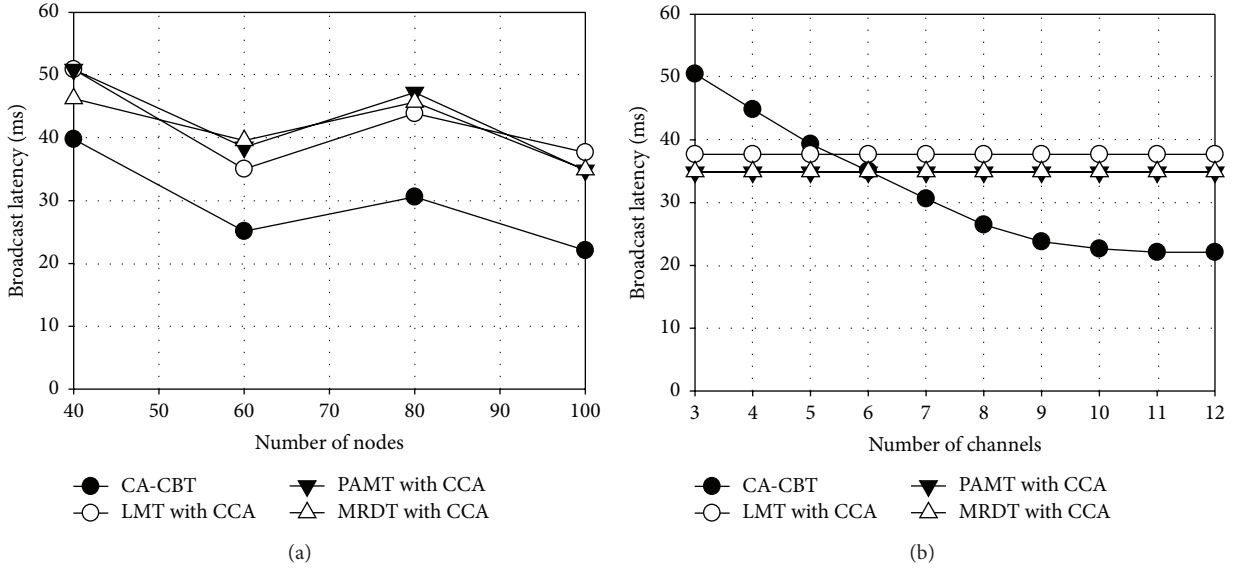 60
50
40
30
20
10
0
Broadcast latency (ms)
40 50 60 70 80 90 100
Number of nodes
CA-CBT
LMT with CCA
PAMT with CCA
MRDT with CCA
(a)
60
50
40
30
20
10
0
Broadcast latency (ms)
3 4 5 6 7 8 9 10 11 12
Number of channels
CA-CBT
LMT with CCA
PAMT with CCA
MRDT with CCA
(b)